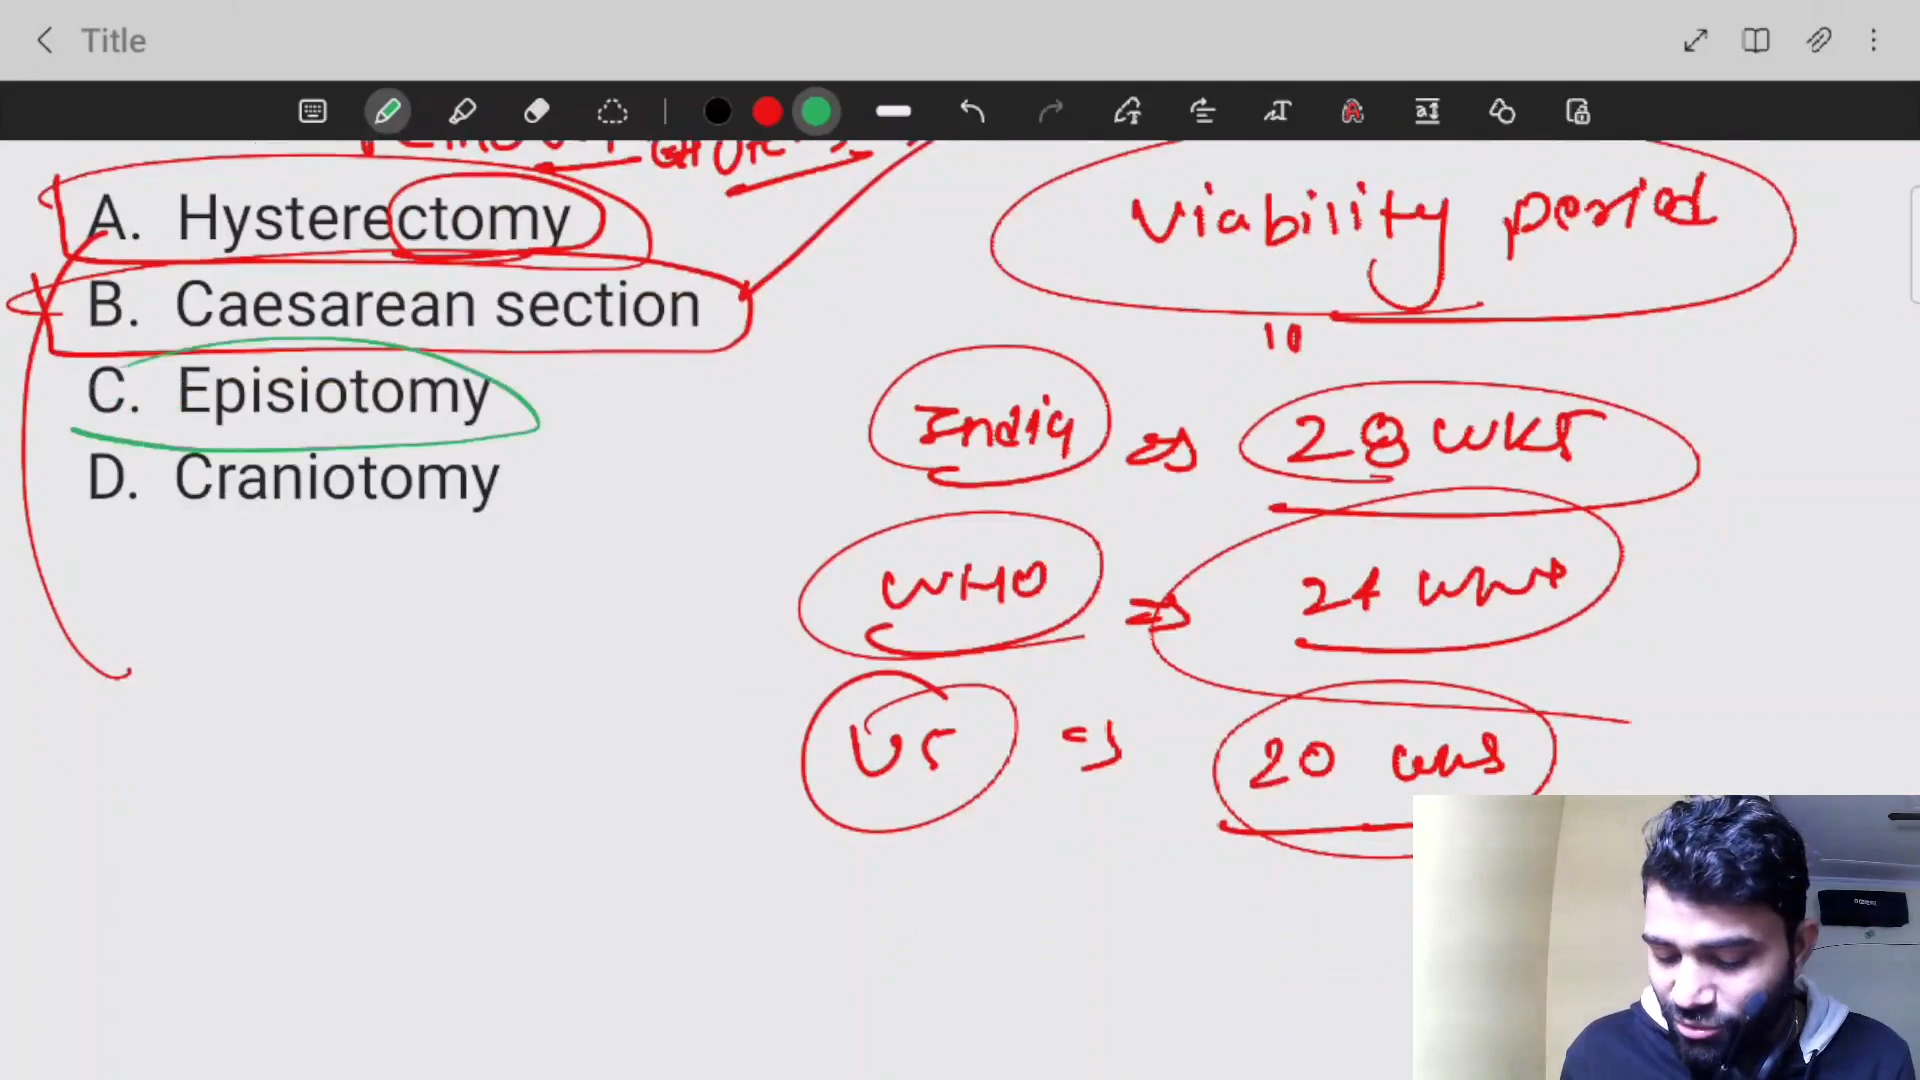 Title
A. Hysterectomy
B. Caesarean section
C. Episiotomy
D. Craniotomy
Viability period
10
India => 28 wks
WHO => 24 wks
US => 20 wks